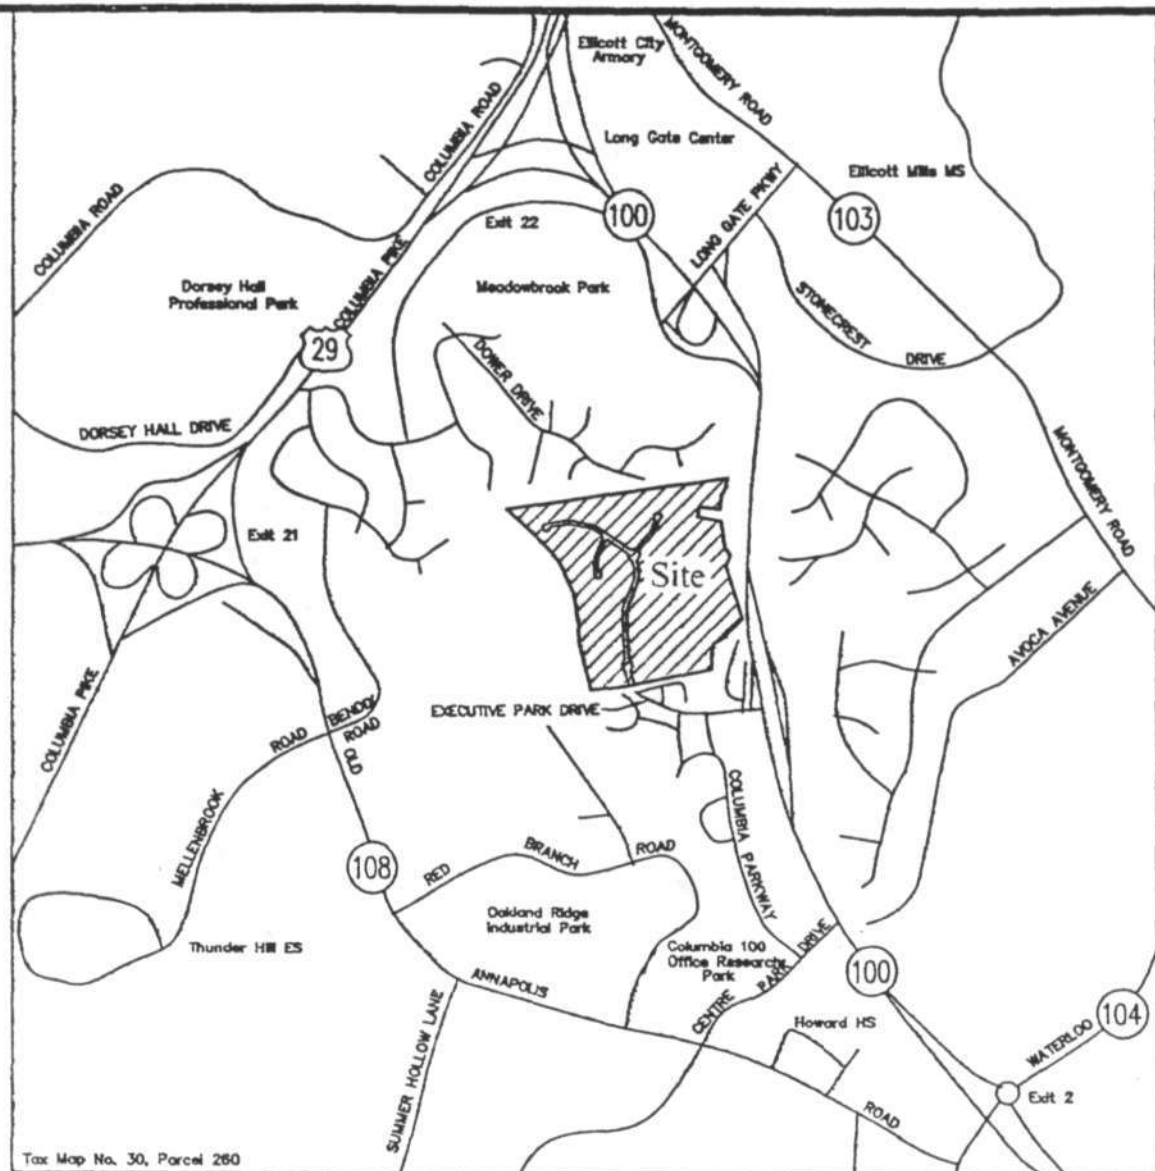 Ellicott City
Armory
MONTGOMERY ROAD
COLUMBIA ROAD
Long Gate Center
Ellicott Mills MS
LONG GATE PKWY
103
100
COLUMBIA ROAD
Exit 22
COLUMBIA PIKE
Dorsey Hall
Professional Park
Meadowbrook Park
STONECREST
DRIVE
29
DOWER DRIVE
DORSEY HALL DRIVE
MONTGOMERY ROAD
Exit 21
Site
AVOCA AVENUE
COLUMBIA PIKE
EXECUTIVE PARK DRIVE
ROAD
BENDIX
ROAD
OLD
MELLENBROOK
COLUMBIA PARKWAY
108
RED
BRANCH
ROAD
Oakland Ridge
Industrial Park
Thunder Hill ES
Columbia 100
Office Research
Park
CENTRE
PARK
DRIVE
100
ANNAPOLIS
SUMMER HOLLOW LANE
Howard HS
WATERLOO
104
ROAD
Exit 2
Tax Map No. 30, Parcel 260